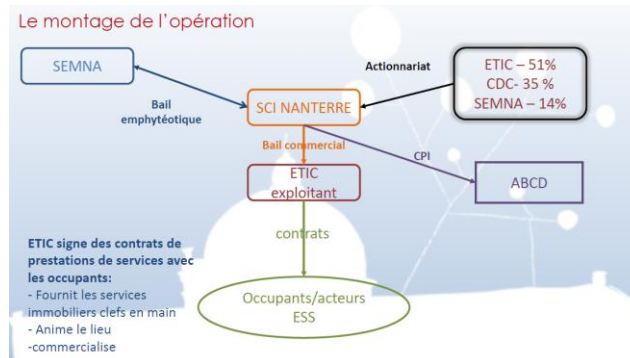 Le montage de l'opération
SEMNA
Actionnariat
ETIC – 51%
CDC- 35 %
SEMNA – 14%
Bail
emphytéotique
SCI NANTERRE
Bail commercial
CPI
ETIC
exploitant
ABCD
contrats
ETIC signe des contrats de
prestations de services avec
les occupants:
- Fournit les services
immobiliers clefs en main
- Anime le lieu
-commercialise
Occupants/acteurs
ESS